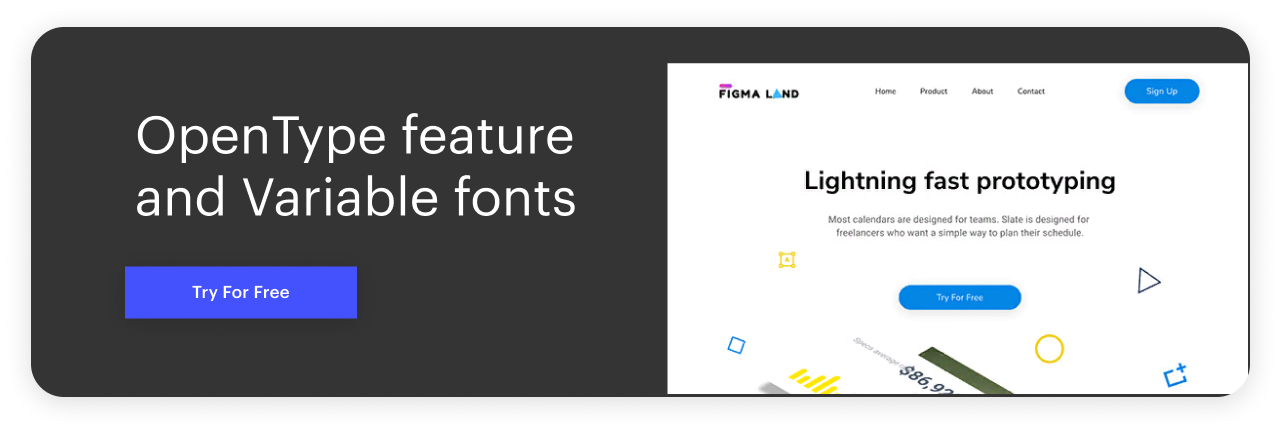 OpenType feature
and Variable fonts
Try For Free
FIGMA LAND
Home
Product
About
Contact
Sign Up
Lightning fast prototyping
Most calendars are designed for teams. Slate is designed for
freelancers who want a simple way to plan their schedule.
Try For Free
average
$86,92